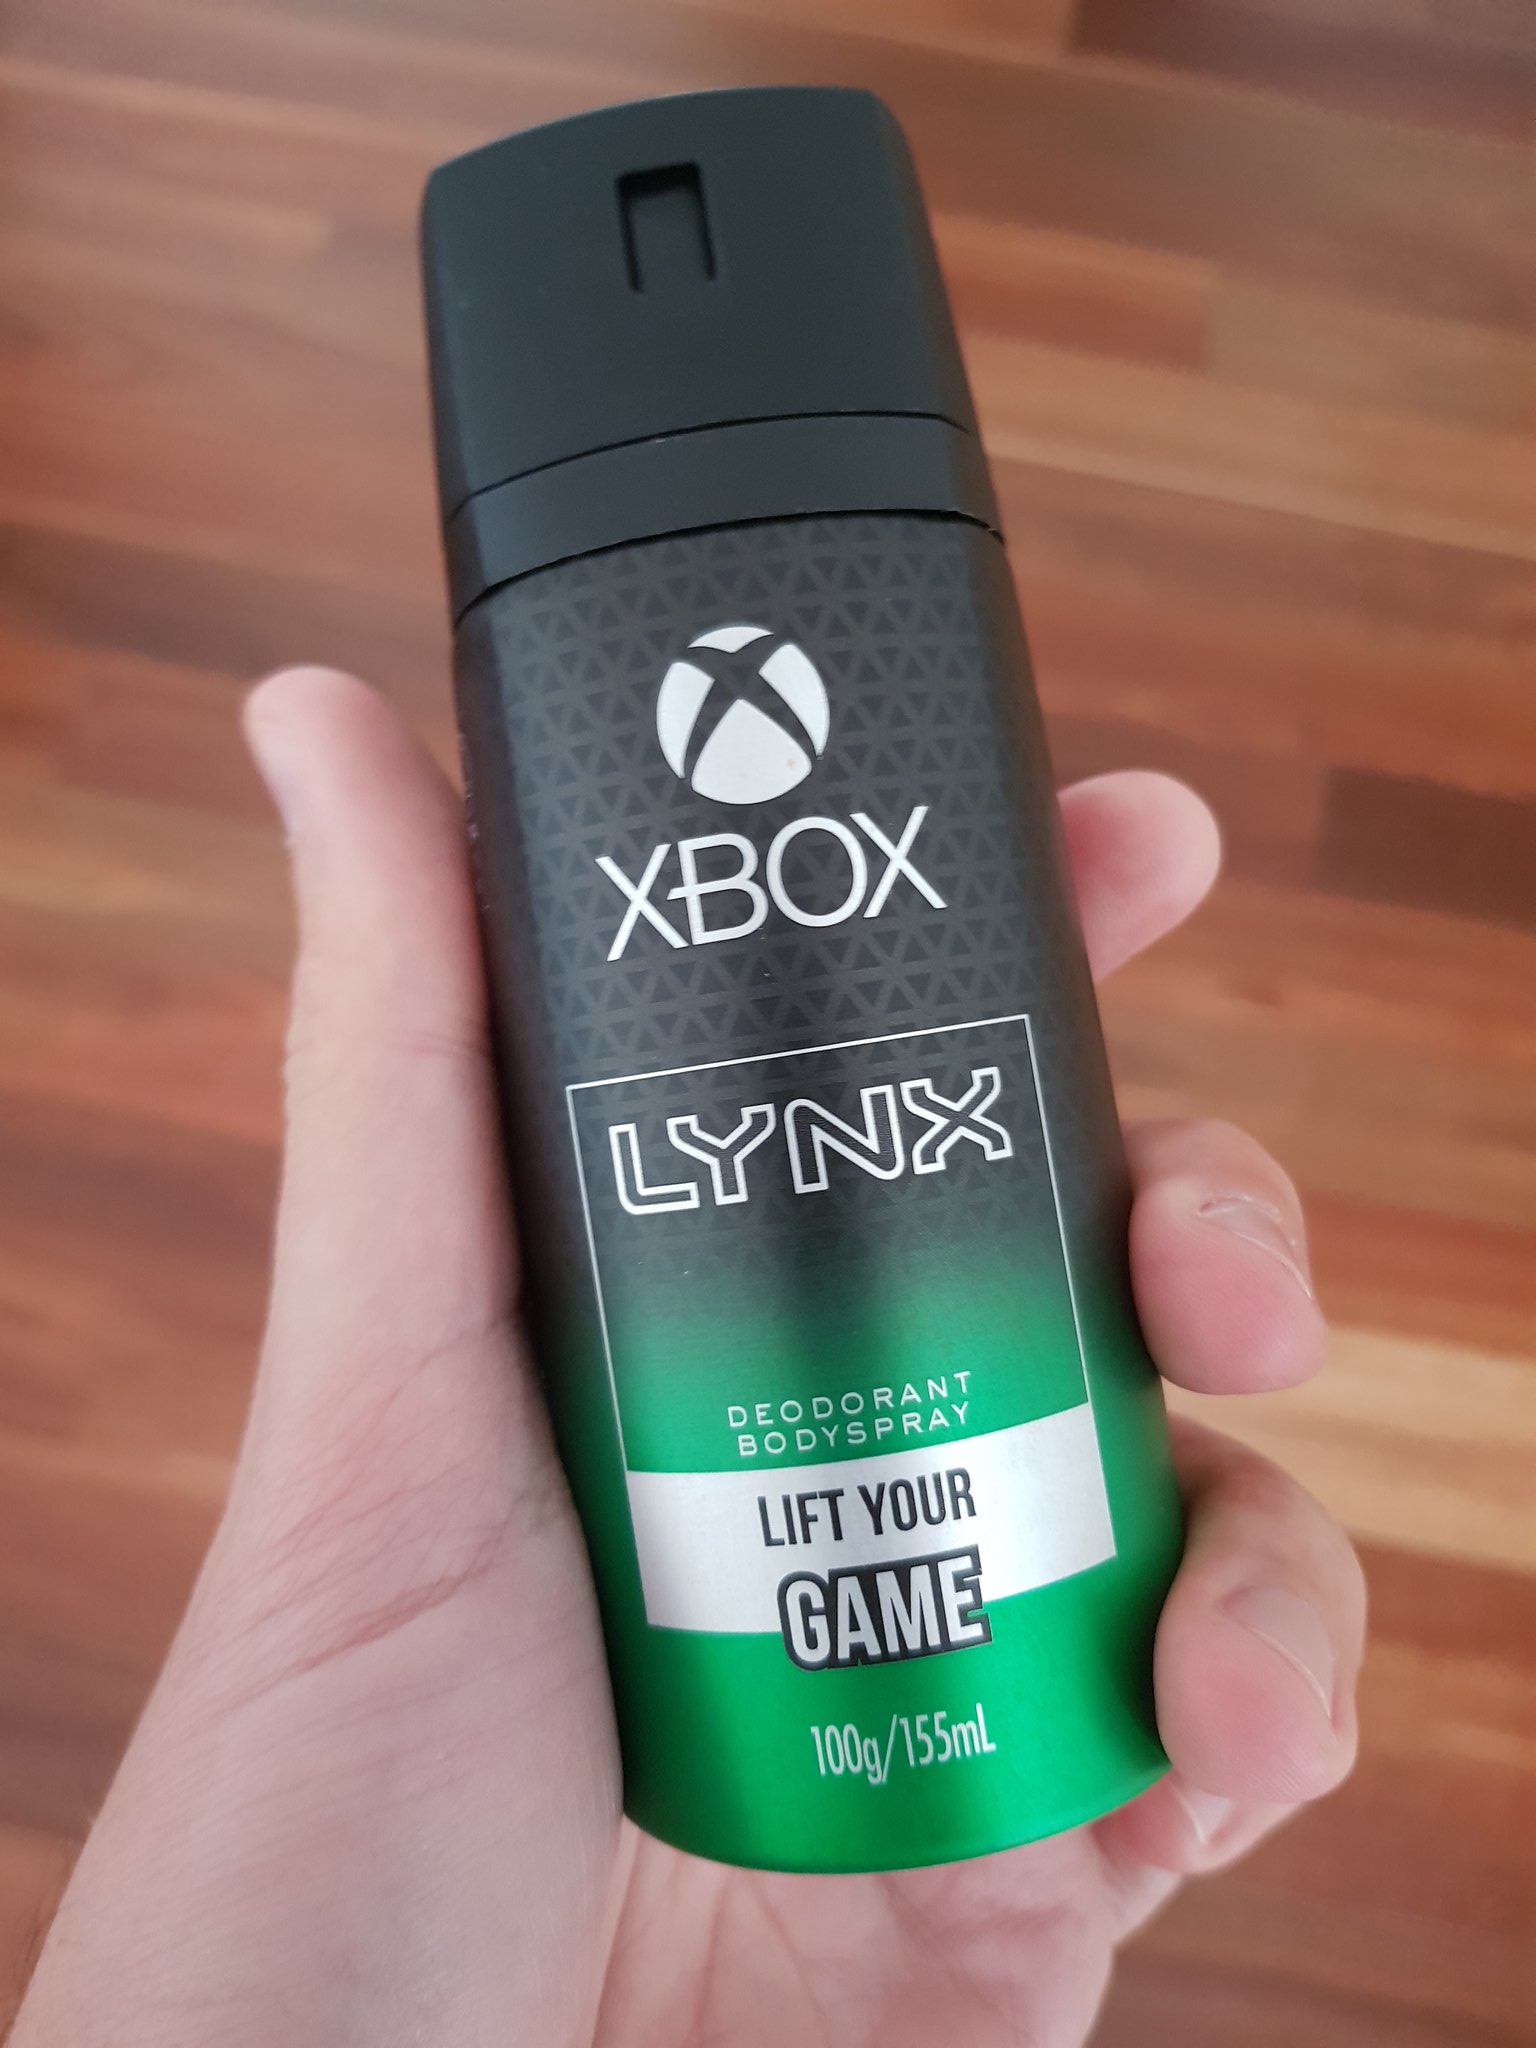 XBOX
LYNX
DEODORANT
BODYSPRAY
LIFT YOUR
GAME
100g/155mL